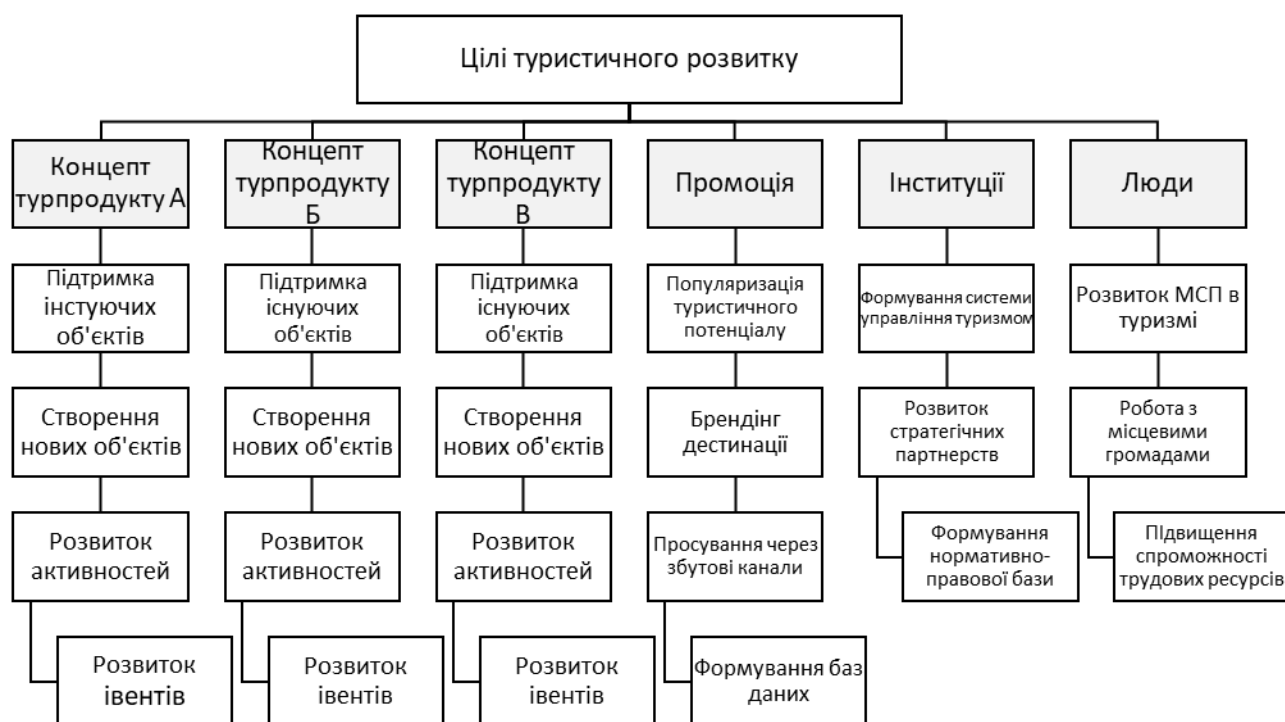 Цілі туристичного розвитку
Концепт
турпродукту А
Концепт
турпродукту
Б
Концепт
турпродукту
В
Промоція
Інституції
Люди
Підтримка
інстуючих
об'єктів
Підтримка
існуючих
об'єктів
Підтримка
існуючих
об'єктів
Популяризація
туристичного
потенціалу
Формування системи
управління туризмом
Розвиток МСП в
туризмі
Створення
нових об'єктів
Створення
нових об'єктів
Створення
нових об'єктів
Брендінг
дестинації
Розвиток
стратегічних
партнерств
Робота з
місцевими
громадами
Розвиток
активностей
Розвиток
активностей
Розвиток
активностей
Просування через
збутові канали
Формування
нормативно-
правової бази
Підвищення
спроможності
трудових ресурсів
Розвиток
івентів
Розвиток
івентів
Розвиток
івентів
Формування баз
даних